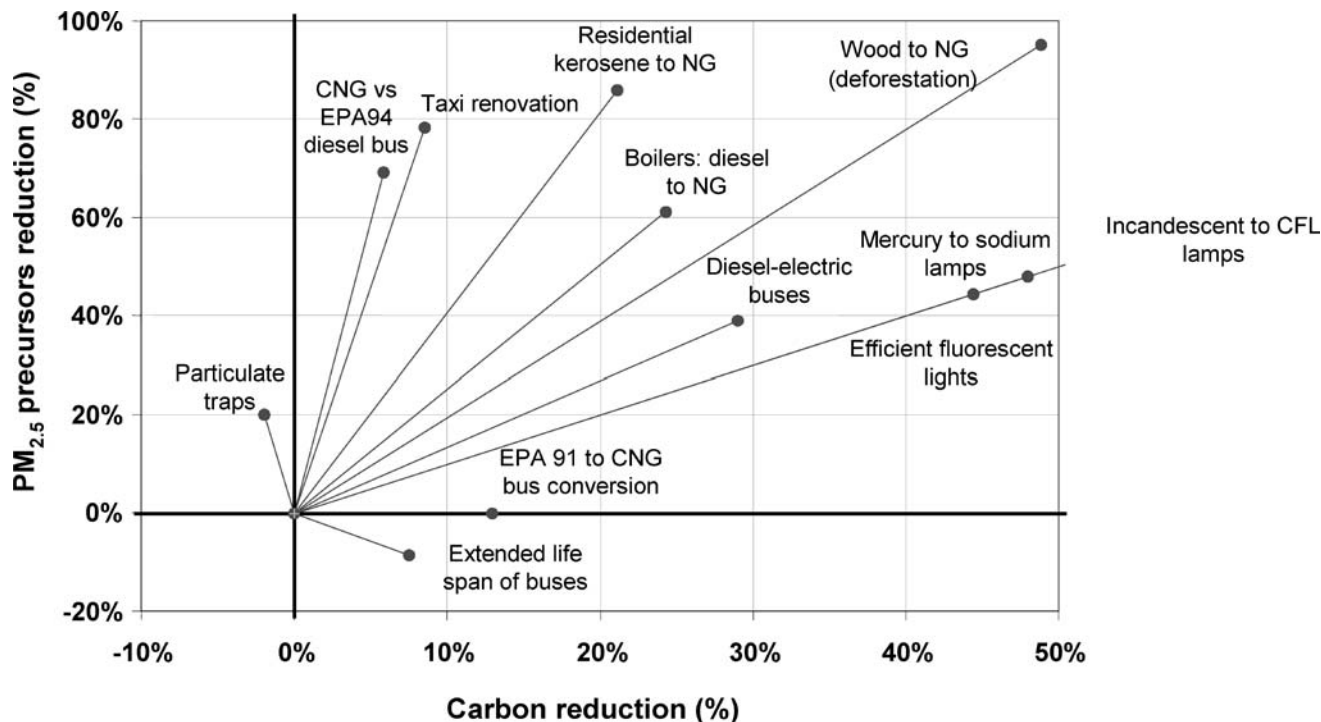 100%
80%
60%
40%
20%
0%
-20%
PM2.5 precursors reduction (%)
CNG vs
EPA94
diesel bus
Taxi renovation
Residential
kerosene to NG
Wood to NG
(deforestation)
Boilers: diesel
to NG
Incandescent to CFL
lamps
Mercury to sodium
lamps
Diesel-electric
buses
Efficient fluorescent
lights
Particulate
traps
EPA 91 to CNG
bus conversion
Extended life
span of buses
-10%
0%
10%
20%
30%
40%
50%
Carbon reduction (%)